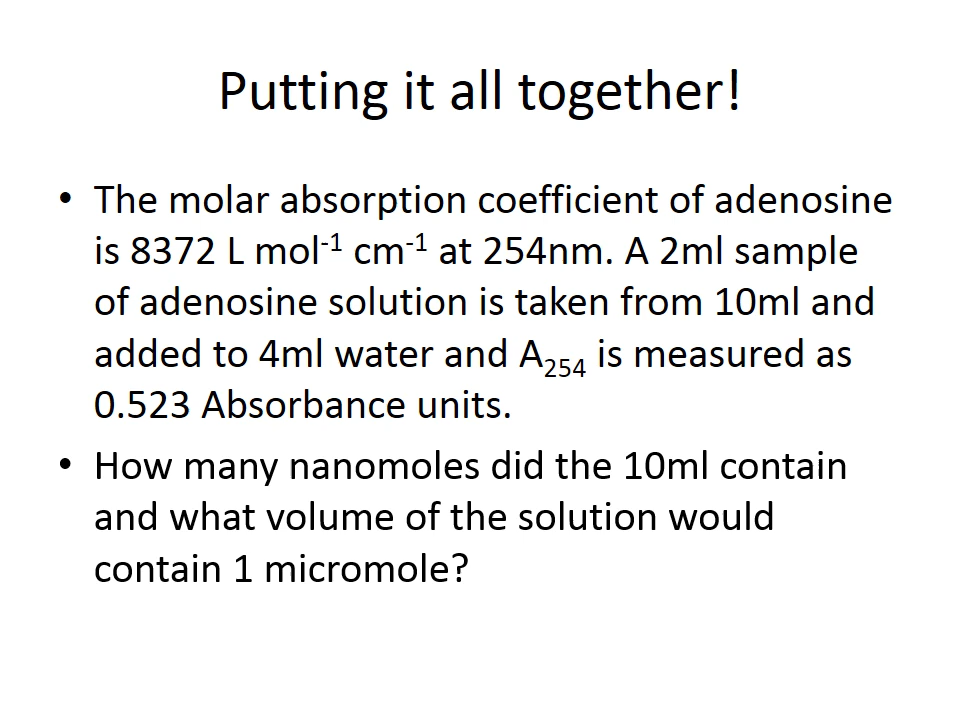 Putting it all together!
• The molar absorption coefficient of adenosine
is 8372 L mol⁻¹ cm⁻¹ at 254nm. A 2ml sample
of adenosine solution is taken from 10ml and
added to 4ml water and A₂₅₄ is measured as
0.523 Absorbance units.
• How many nanomoles did the 10ml contain
and what volume of the solution would
contain 1 micromole?